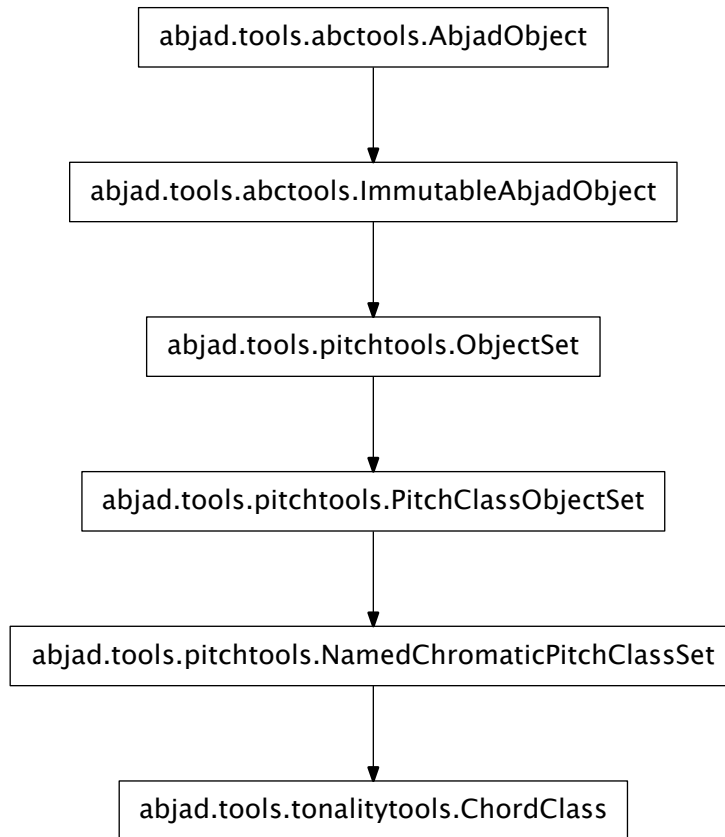 abjad.tools.abctools.AbjadObject
abjad.tools.abctools.ImmutableAbjadObject
abjad.tools.pitchtools.ObjectSet
abjad.tools.pitchtools.PitchClassObjectSet
abjad.tools.pitchtools.NamedChromaticPitchClassSet
abjad.tools.tonalitytools.ChordClass